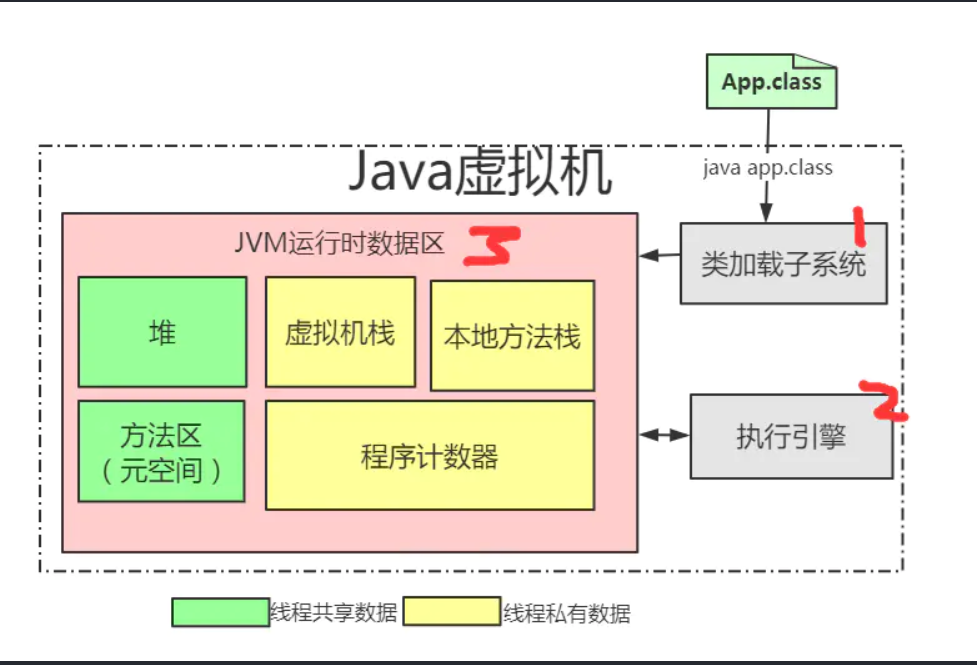 App.class
java app.class
Java虚拟机
JVM运行时数据区 3
类加载子系统 1
堆
虚拟机栈
本地方法栈
方法区
（元空间）
程序计数器
执行引擎 2
线程共享数据
线程私有数据